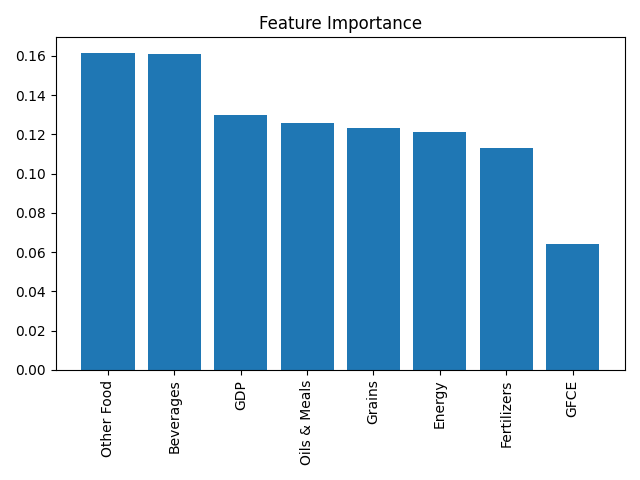 Feature Importance
0.16
0.14
0.12
0.10
0.08
0.06
0.04
0.02
0.00
Other Food
Beverages
GDP
Oils & Meals
Grains
Energy
Fertilizers
GFCE